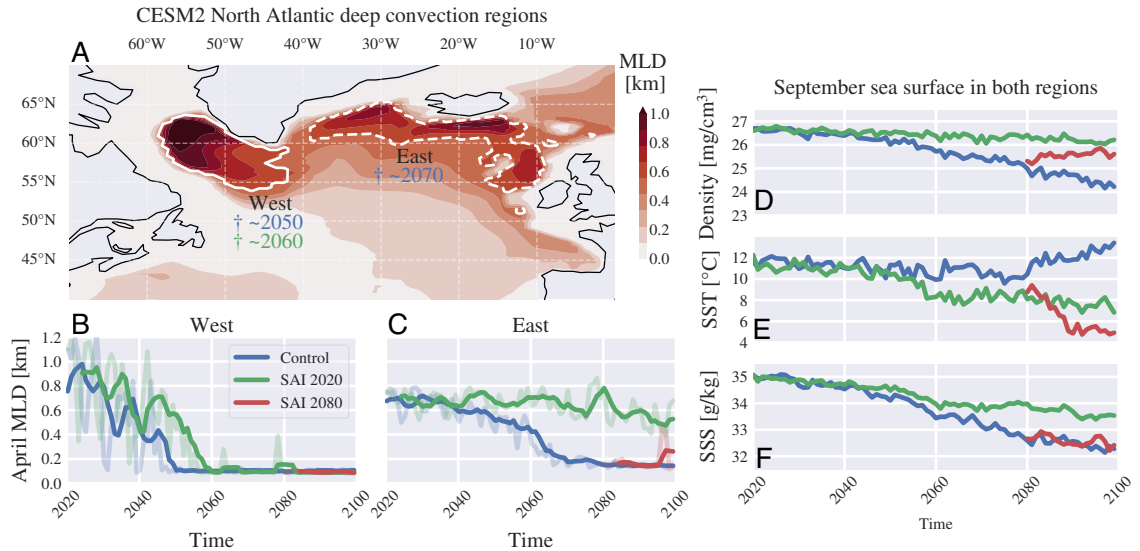 CESM2 North Atlantic deep convection regions
A
60°W 50°W 40°W 30°W 20°W 10°W
MLD
[km]
65°N
60°N
55°N
50°N
45°N
1.0
0.8
0.6
0.4
0.2
0.0
East
† ~2070
West
† ~2050
† ~2060
B
West
April MLD [km]
1.2
1.0
0.8
0.6
0.4
0.2
0.0
Control
SAI 2020
SAI 2080
2020 2040 2060 2080 2100
Time
C
East
2020 2040 2060 2080 2100
Time
September sea surface in both regions
Density [mg/cm³]
27
26
25
24
23
D
SST [°C]
12
10
8
6
4
E
SSS [g/kg]
35
34
33
32
F
2020 2040 2060 2080 2100
Time